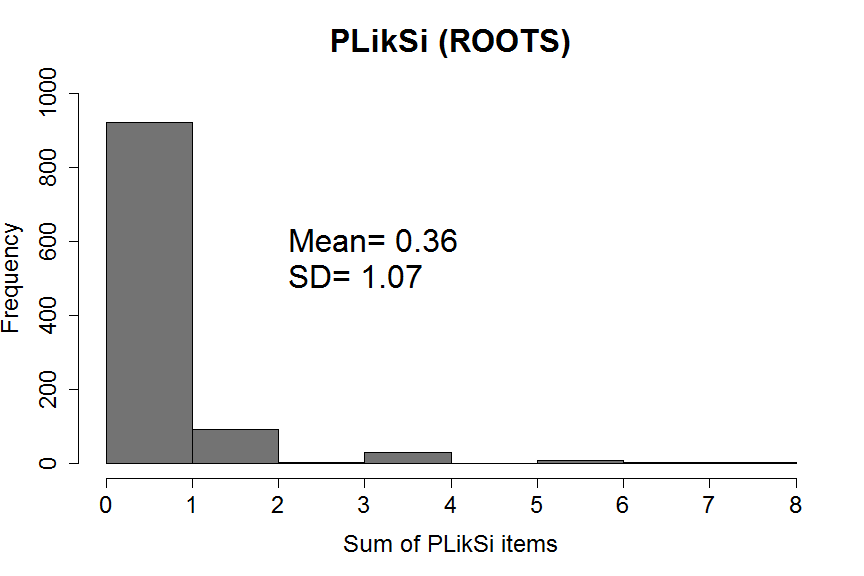 PLikSi (ROOTS)
Frequency
1000
800
600
400
200
0
Mean= 0.36
SD= 1.07
0 1 2 3 4 5 6 7 8
Sum of PLikSi items